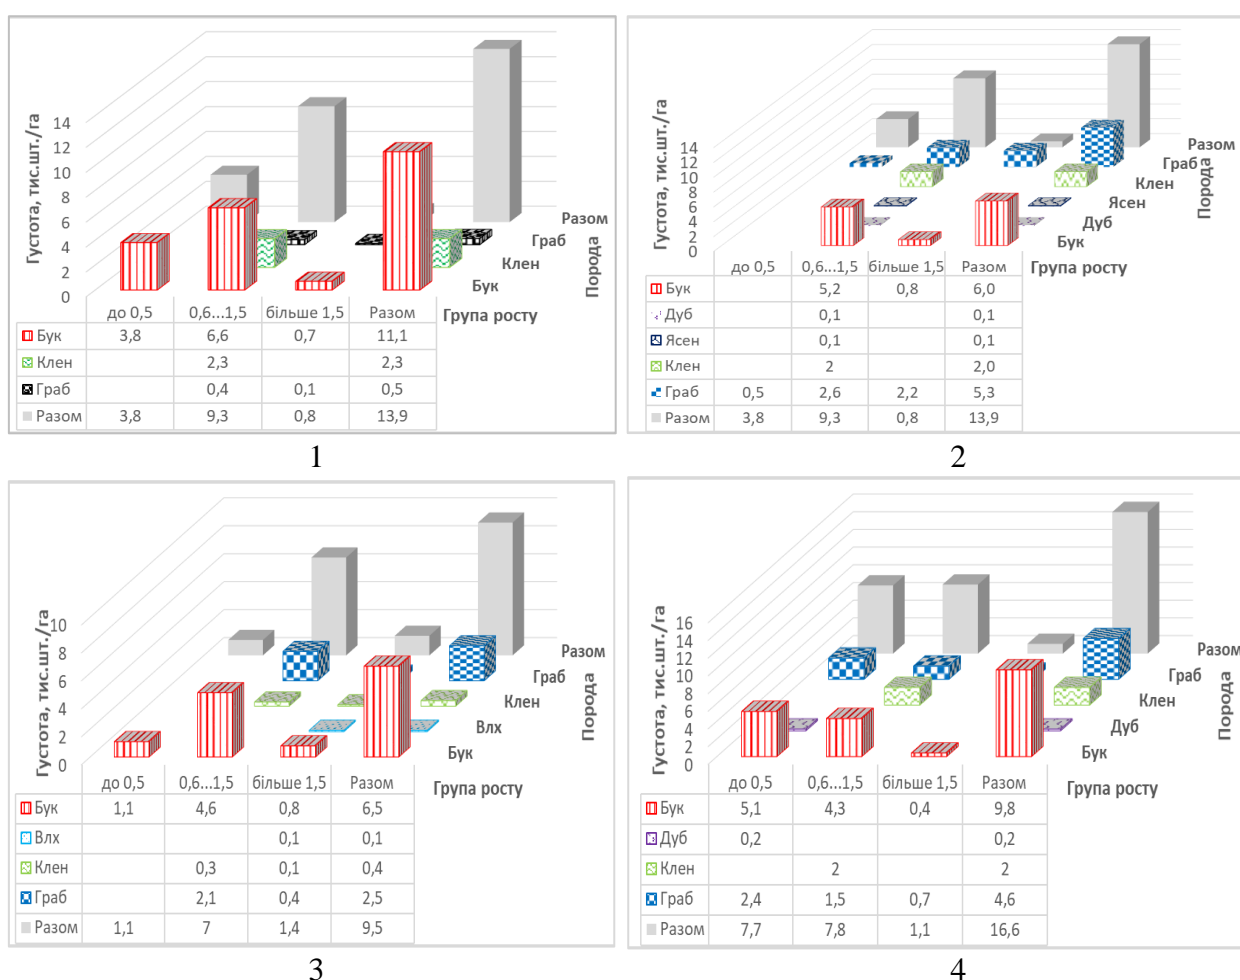 Густота, тис.шт./га
14
12
10
8
6
4
2
0
Разом
Граб
Клен
Бук
Порода
Група росту
до 0,5 0,6...1,5 більше 1,5 Разом
Бук 3,8 6,6 0,7 11,1
Клен 2,3 2,3
Граб 0,4 0,1 0,5
Разом 3,8 9,3 0,8 13,9
1
Густота, тис.шт./га
14
12
10
8
6
4
2
0
Разом
Граб
Клен
Ясен
Дуб
Бук
Порода
Група росту
до 0,5 0,6...1,5 більше 1,5 Разом
Бук 5,2 0,8 6,0
Дуб 0,1 0,1
Ясен 0,1 0,1
Клен 2 2,0
Граб 0,5 2,6 2,2 5,3
Разом 3,8 9,3 0,8 13,9
2
Густота, тис.шт./га
10
8
6
4
2
0
Разом
Граб
Клен
Влх
Бук
Порода
Група росту
до 0,5 0,6...1,5 більше 1,5 Разом
Бук 1,1 4,6 0,8 6,5
Влх 0,1 0,1
Клен 0,3 0,1 0,4
Граб 2,1 0,4 2,5
Разом 1,1 7 1,4 9,5
3
Густота, тис.шт./га
16
14
12
10
8
6
4
2
0
Разом
Граб
Клен
Дуб
Бук
Порода
Група росту
до 0,5 0,6...1,5 більше 1,5 Разом
Бук 5,1 4,3 0,4 9,8
Дуб 0,2 0,2
Клен 2 2
Граб 2,4 1,5 0,7 4,6
Разом 7,7 7,8 1,1 16,6
4